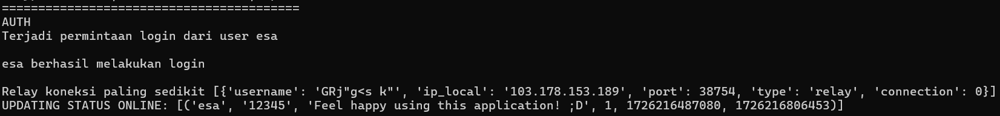 =========================================
AUTH
Terjadi permintaan login dari user esa
esa berhasil melakukan login
Relay koneksi paling sedikit [{'username': 'GRj"g<s k"', 'ip_local': '103.178.153.189', 'port': 38754, 'type': 'relay', 'connection': 0}]
UPDATING STATUS ONLINE: [('esa', '12345', 'Feel happy using this application! ;D', 1, 1726216487080, 1726216806453)]